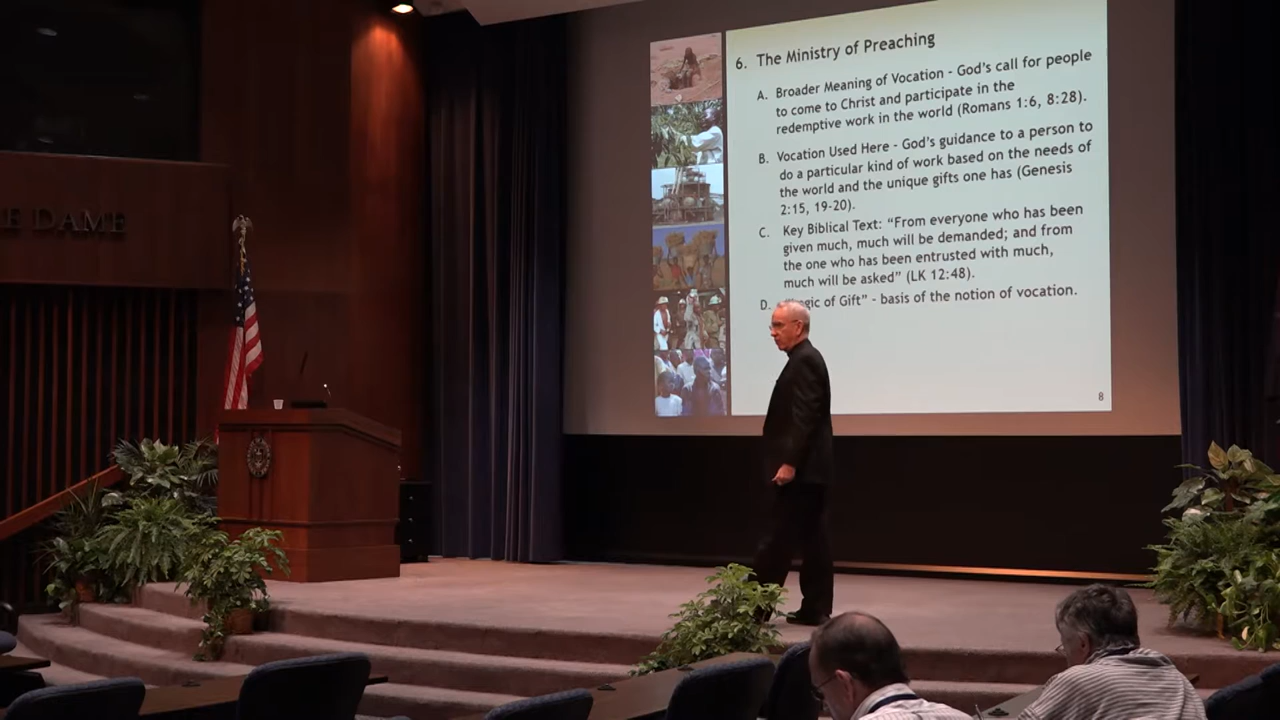 6. The Ministry of Preaching
A. Broader Meaning of Vocation - God's call for people
to come to Christ and participate in the
redemptive work in the world (Romans 1:6, 8:28).
B. Vocation Used Here - God's guidance to a person to
do a particular kind of work based on the needs of
the world and the unique gifts one has (Genesis
2:15, 19-20).
C. Key Biblical Text: "From everyone who has been
given much, much will be demanded; and from
the one who has been entrusted with much,
much will be asked" (LK 12:48).
D. of Gift" - basis of the notion of vocation.
8
E DAME